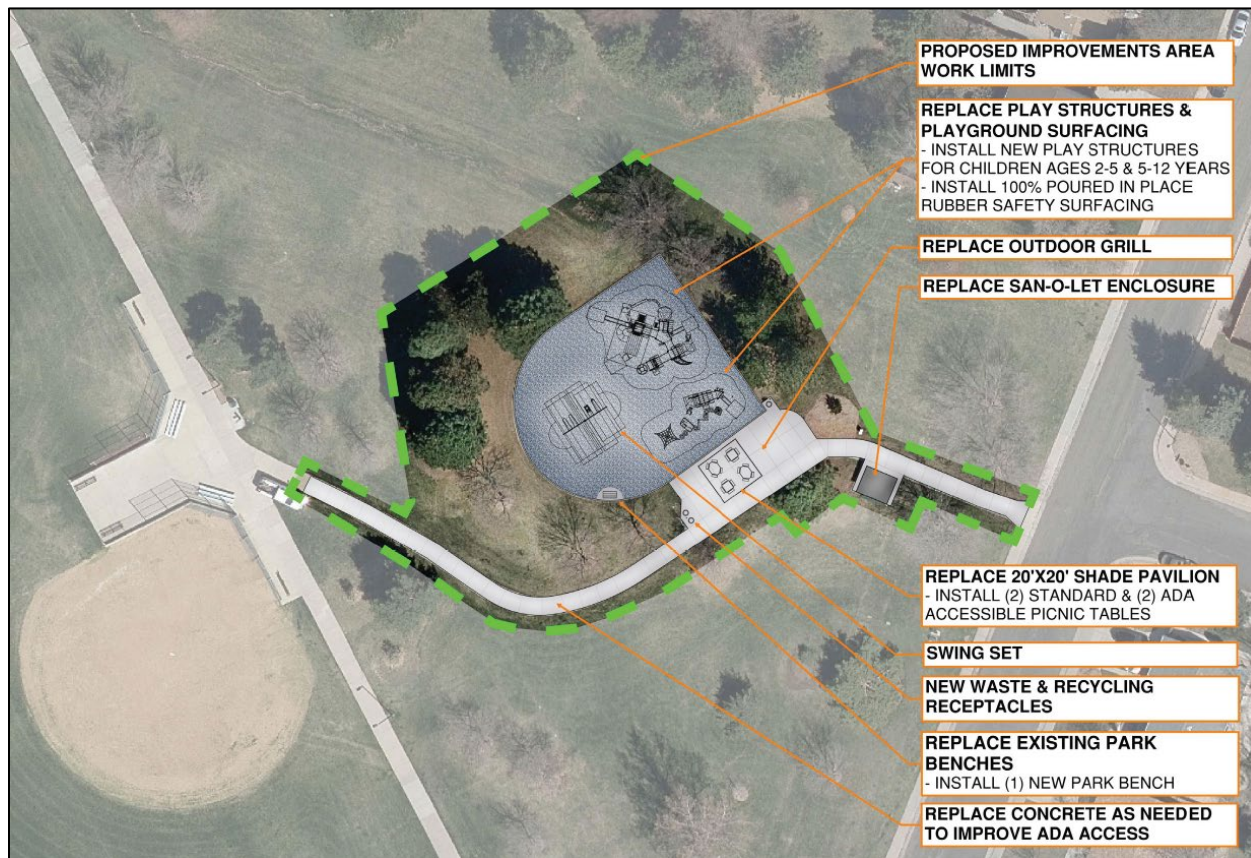 PROPOSED IMPROVEMENTS AREA
WORK LIMITS
REPLACE PLAY STRUCTURES &
PLAYGROUND SURFACING
- INSTALL NEW PLAY STRUCTURES
FOR CHILDREN AGES 2-5 & 5-12 YEARS
- INSTALL 100% POURED IN PLACE
RUBBER SAFETY SURFACING
REPLACE OUTDOOR GRILL
REPLACE SAN-O-LET ENCLOSURE
REPLACE 20'X20' SHADE PAVILION
- INSTALL (2) STANDARD & (2) ADA
ACCESSIBLE PICNIC TABLES
SWING SET
NEW WASTE & RECYCLING
RECEPTACLES
REPLACE EXISTING PARK
BENCHES
- INSTALL (1) NEW PARK BENCH
REPLACE CONCRETE AS NEEDED
TO IMPROVE ADA ACCESS